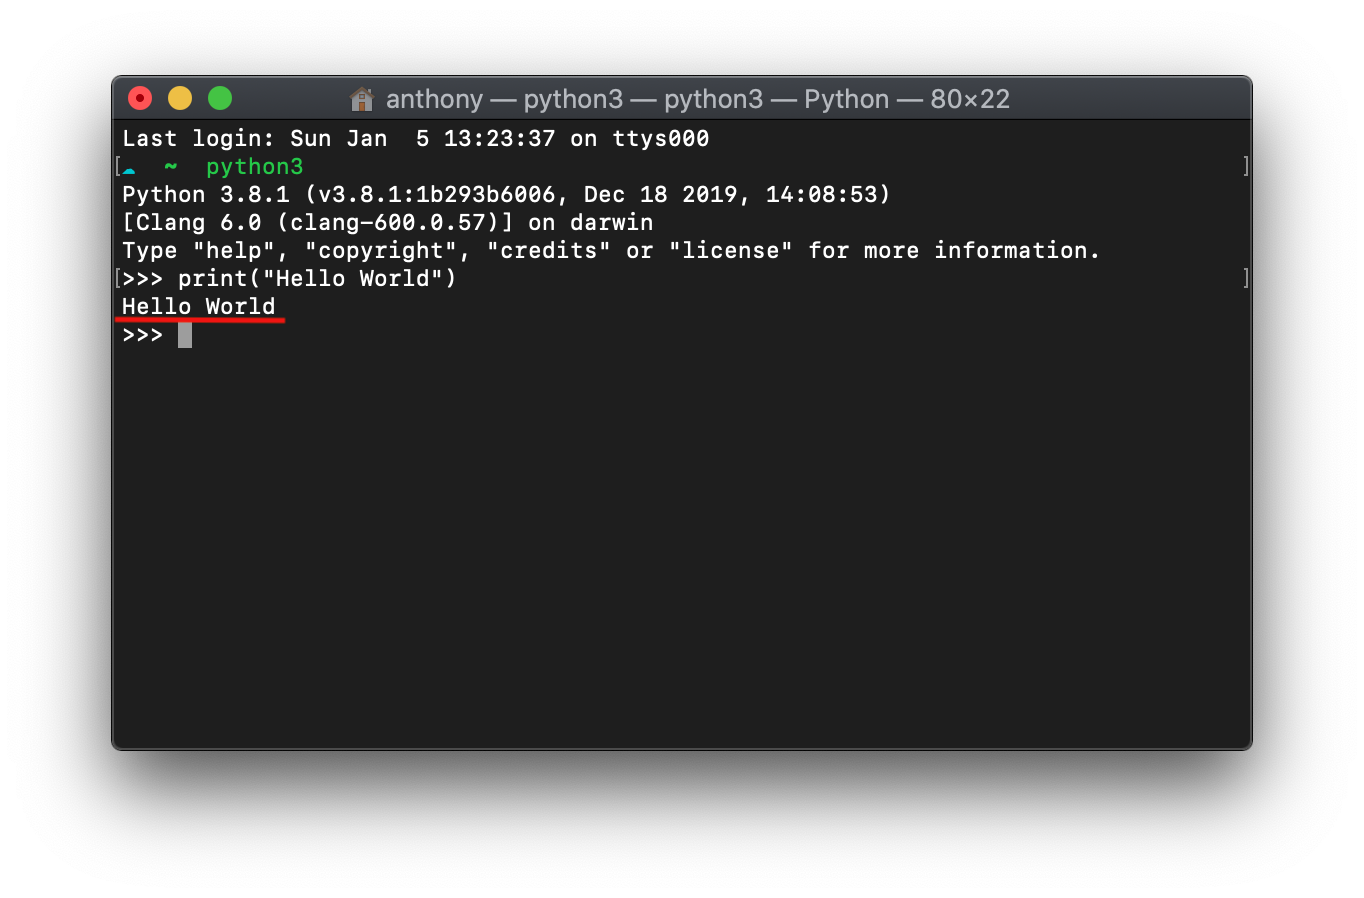 anthony — python3 — python3 — Python — 80×22
Last login: Sun Jan  5 13:23:37 on ttys000
[☁  ~  python3 ]
Python 3.8.1 (v3.8.1:1b293b6006, Dec 18 2019, 14:08:53)
[Clang 6.0 (clang-600.0.57)] on darwin
Type "help", "copyright", "credits" or "license" for more information.
[>>> print("Hello World") ]
Hello World
>>>